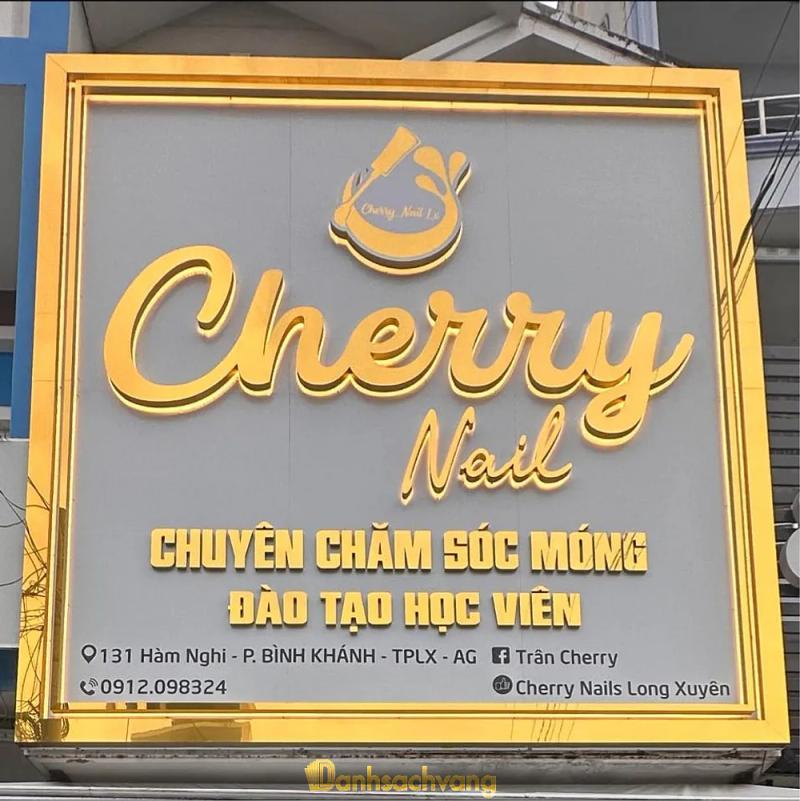 Cherry Nail Lx
Cherry
Nail
CHUYÊN CHĂM SÓC MÓNG
ĐÀO TẠO HỌC VIÊN
131 Hàm Nghi - P. BÌNH KHÁNH - TPLX - AG Trân Cherry
0912.098324 Cherry Nails Long Xuyên
Danhsachvang